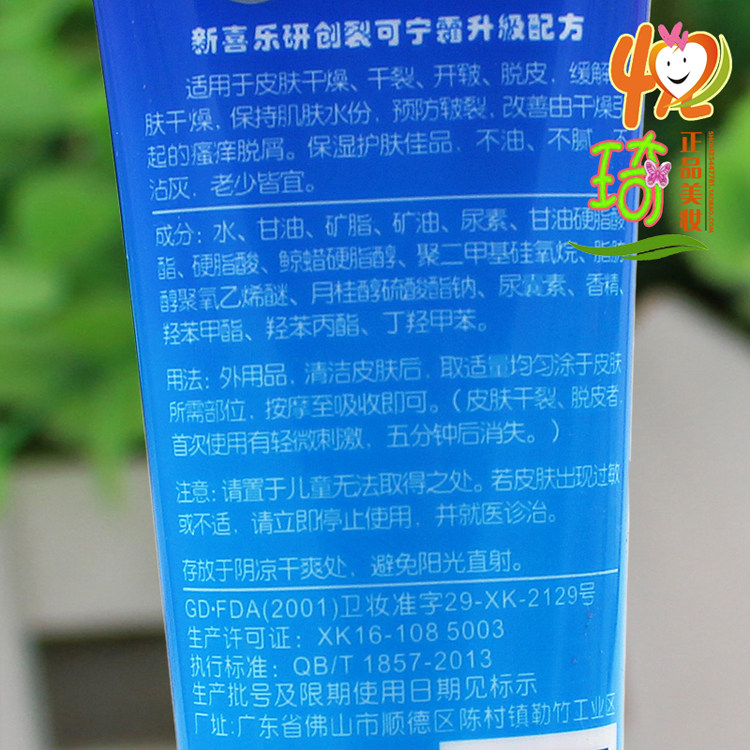 新喜乐研创裂可宁霜升级配方
适用于皮肤干燥、干裂、开皲、脱皮，缓解
肤干燥，保持肌肤水份，预防皲裂，改善由干燥引
起的瘙痒脱屑。保湿护肤佳品，不油、不腻、不
沾灰，老少皆宜。
成分：水、甘油、矿脂、矿油、尿素、甘油硬脂酸
酯、硬脂酸、鲸蜡硬脂醇、聚二甲基硅氧烷、脂肪
醇聚氧乙烯醚、月桂醇硫酸酯钠、尿囊素、香精、
羟苯甲酯、羟苯丙酯、丁羟甲苯。
用法：外用品，清洁皮肤后，取适量均匀涂于皮肤
所需部位，按摩至吸收即可。（皮肤干裂、脱皮者，
首次使用有轻微刺激，五分钟后消失。）
注意：请置于儿童无法取得之处。若皮肤出现过敏
或不适，请立即停止使用，并就医诊治。
存放于阴凉干爽处，避免阳光直射。
GD·FDA(2001)卫妆准字29-XK-2129号
生产许可证：XK16-108 5003
执行标准：QB/T 1857-2013
生产批号及限期使用日期见标示
厂址:广东省佛山市顺德区陈村镇勒竹工业区
琦
正品美妆